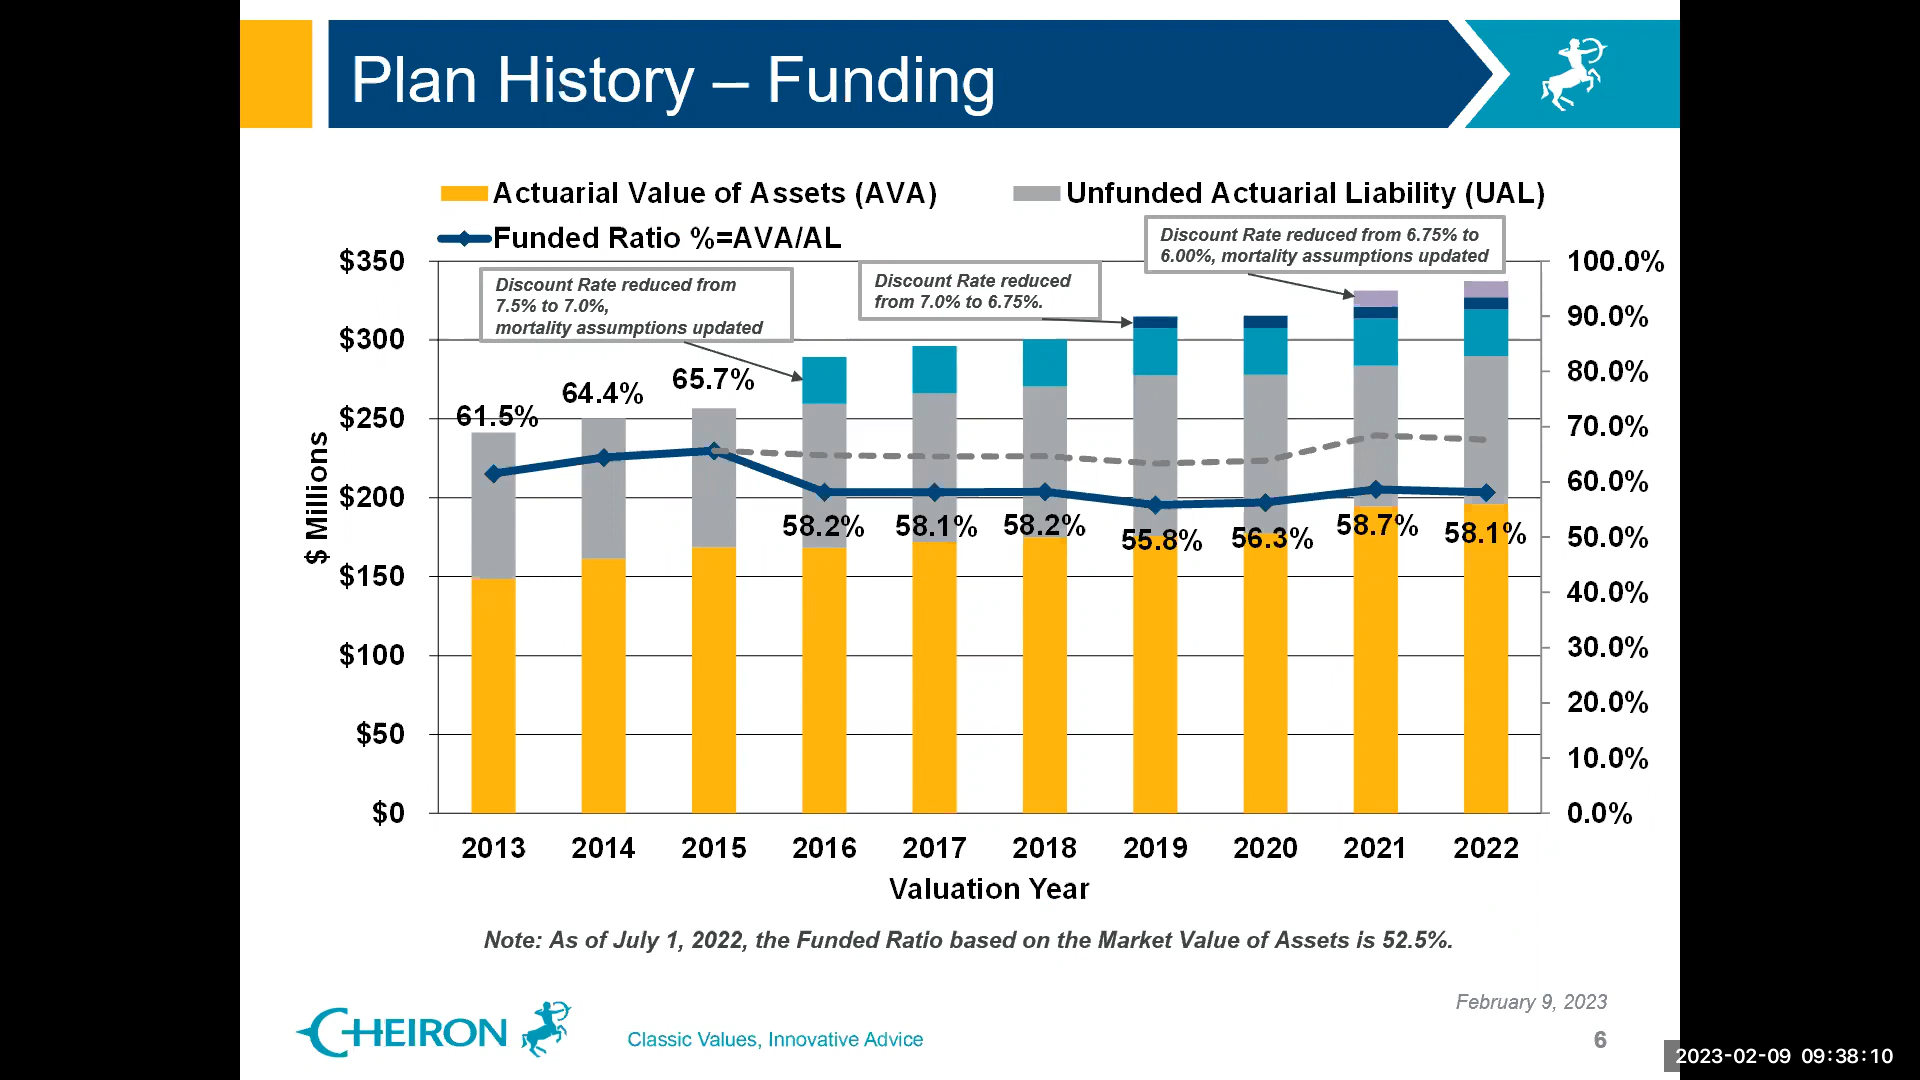 Plan History – Funding
Actuarial Value of Assets (AVA)
Unfunded Actuarial Liability (UAL)
Funded Ratio %=AVA/AL
Discount Rate reduced from 6.75% to
6.00%, mortality assumptions updated
Discount Rate reduced
from 7.0% to 6.75%.
Discount Rate reduced from
7.5% to 7.0%,
mortality assumptions updated
$ Millions
$350
$300
$250
$200
$150
$100
$50
$0
100.0%
90.0%
80.0%
70.0%
60.0%
50.0%
40.0%
30.0%
20.0%
10.0%
0.0%
61.5%
64.4%
65.7%
58.2%
58.1%
58.2%
55.8%
56.3%
58.7%
58.1%
2013 2014 2015 2016 2017 2018 2019 2020 2021 2022
Valuation Year
Note: As of July 1, 2022, the Funded Ratio based on the Market Value of Assets is 52.5%.
February 9, 2023
CHEIRON
Classic Values, Innovative Advice
6
2023-02-09 09:38:10